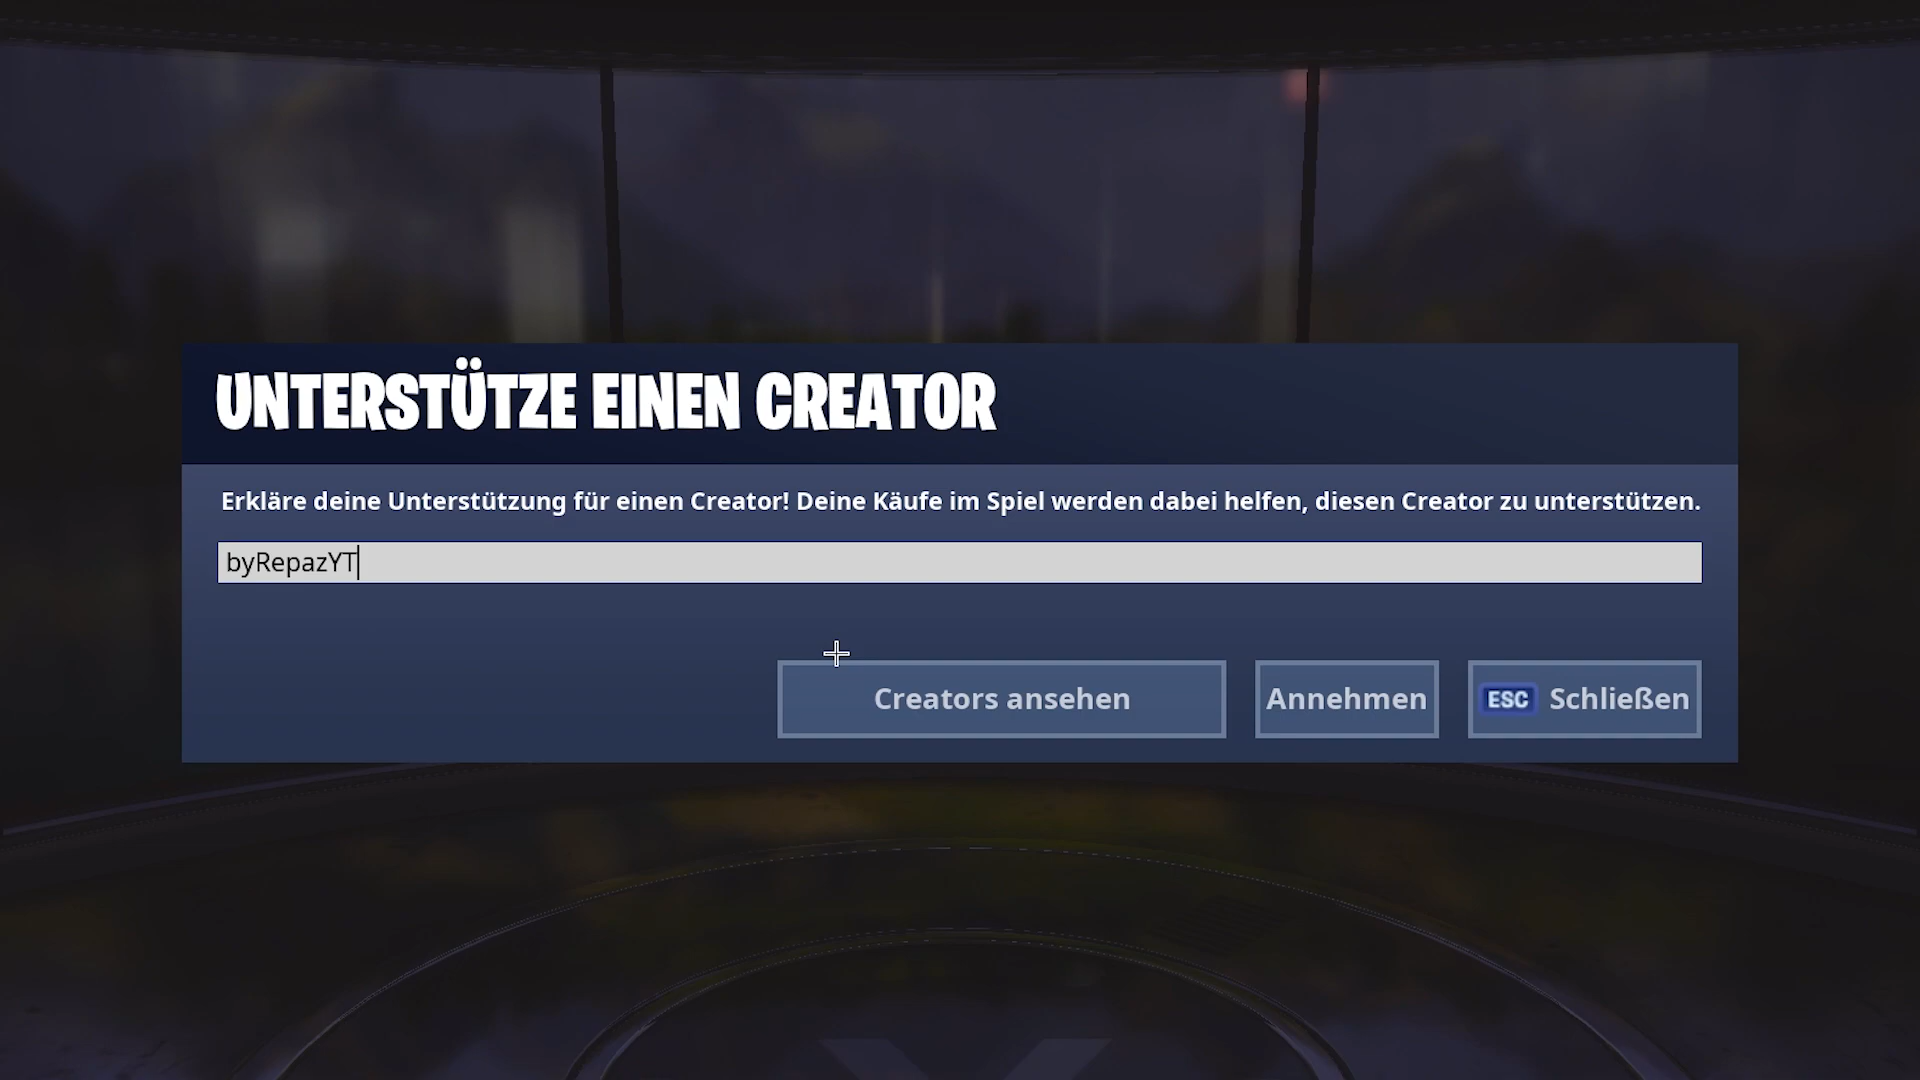 UNTERSTÜTZE EINEN CREATOR
Erkläre deine Unterstützung für einen Creator! Deine Käufe im Spiel werden dabei helfen, diesen Creator zu unterstützen.
byRepazYT
Creators ansehen
Annehmen
ESC Schließen